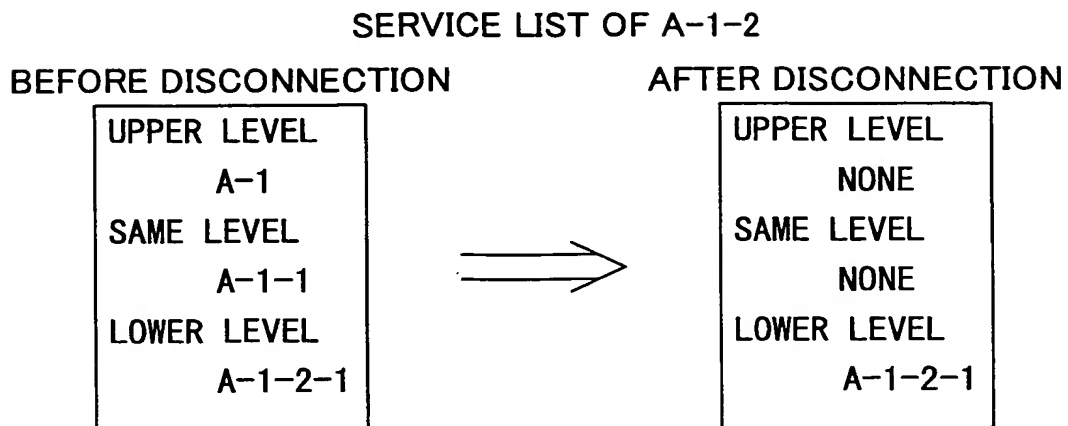 SERVICE LIST OF A-1-2
BEFORE DISCONNECTION
UPPER LEVEL
A-1
SAME LEVEL
A-1-1
LOWER LEVEL
A-1-2-1
AFTER DISCONNECTION
UPPER LEVEL
NONE
SAME LEVEL
NONE
LOWER LEVEL
A-1-2-1